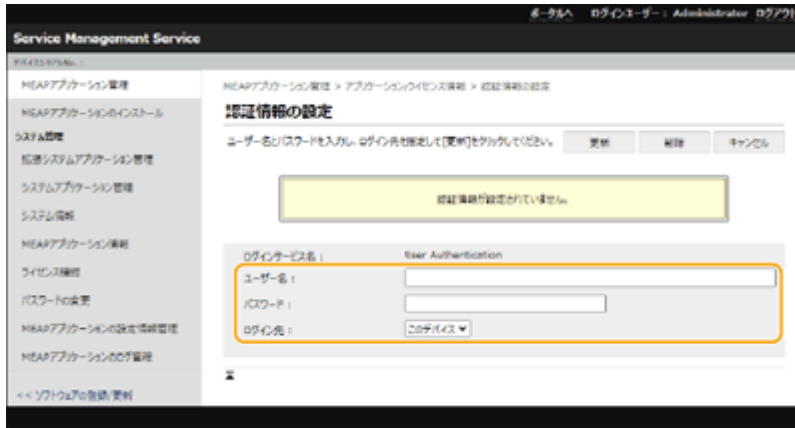 ポータルへ ログインユーザー： Administrator ログアウト
Service Management Service
デバイスシリアルNo.：
MEAPアプリケーション管理
MEAPアプリケーションのインストール
システム管理
拡張システムアプリケーション管理
システムアプリケーション管理
システム情報
MEAPアプリケーション情報
ライセンス機能
パスワードの変更
MEAPアプリケーションの設定情報管理
MEAPアプリケーションのログ管理
<< ソフトウェアの登録/更新
MEAPアプリケーション管理 > アプリケーション/ライセンス情報 > 認証情報の設定
認証情報の設定
ユーザー名とパスワードを入力し、ログイン先を指定して[更新]をクリックしてください。 更新 削除 キャンセル
認証情報が設定されていません。
ログインサービス名： User Authentication
ユーザー名：
パスワード：
ログイン先： このデバイス